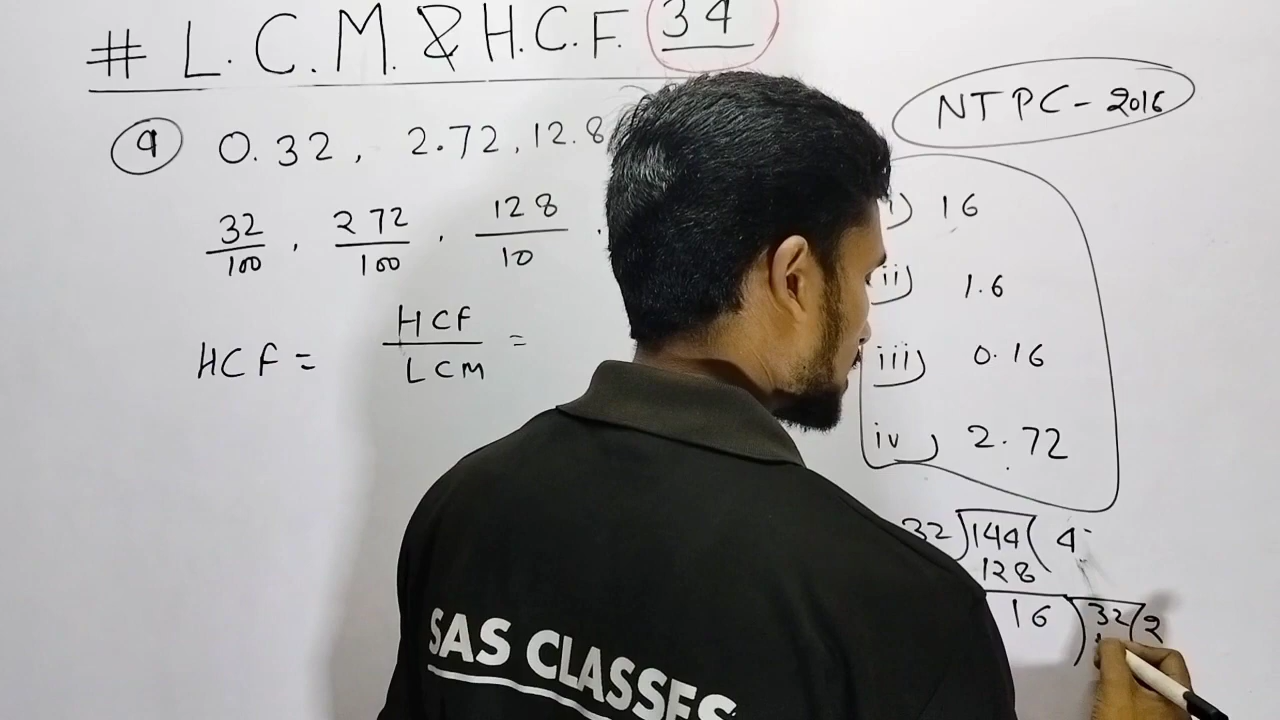 # L.C.M. & H.C.F. 34
NTPC - 2016
9 0.32, 2.72, 12.8
32/100, 272/100, 128/10
HCF = HCF/LCM =
i) 16
ii) 1.6
iii) 0.16
iv) 2.72
32)144(4
128
16)32(2
SAS CLASSES